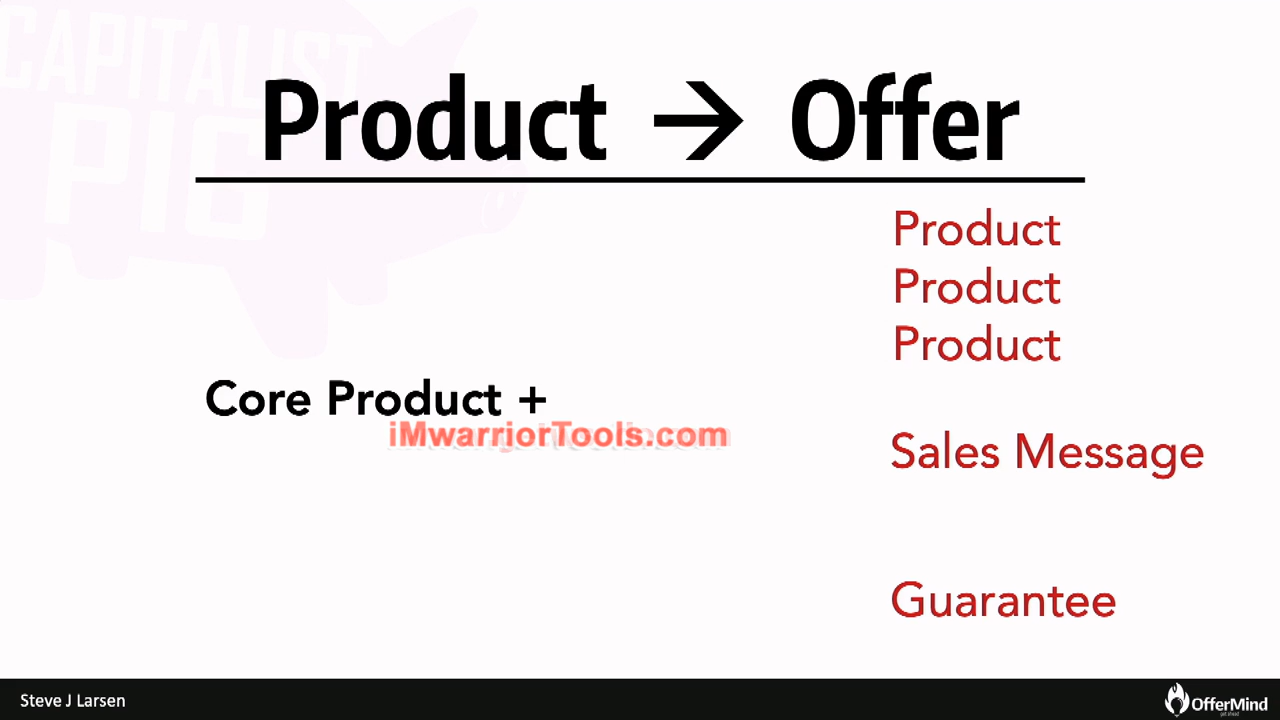 CAPITALIST
PIG
Product → Offer
Product
Product
Product
Core Product +
iMwarriorTools.com
Sales Message
Guarantee
Steve J Larsen
OfferMind